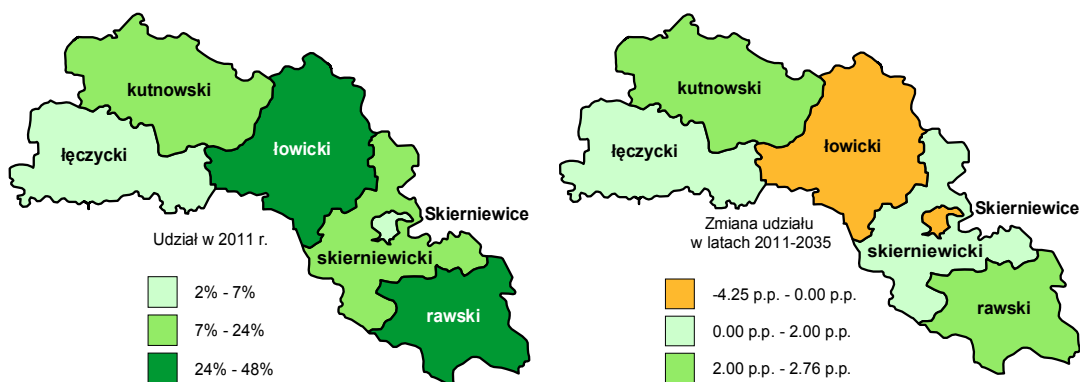 kutnowski
łęczycki
łowicki
Skierniewice
skierniewicki
rawski
Udział w 2011 r.
2% - 7%
7% - 24%
24% - 48%
kutnowski
łęczycki
łowicki
Skierniewice
skierniewicki
rawski
Zmiana udziału
w latach 2011-2035
-4.25 p.p. - 0.00 p.p.
0.00 p.p. - 2.00 p.p.
2.00 p.p. - 2.76 p.p.